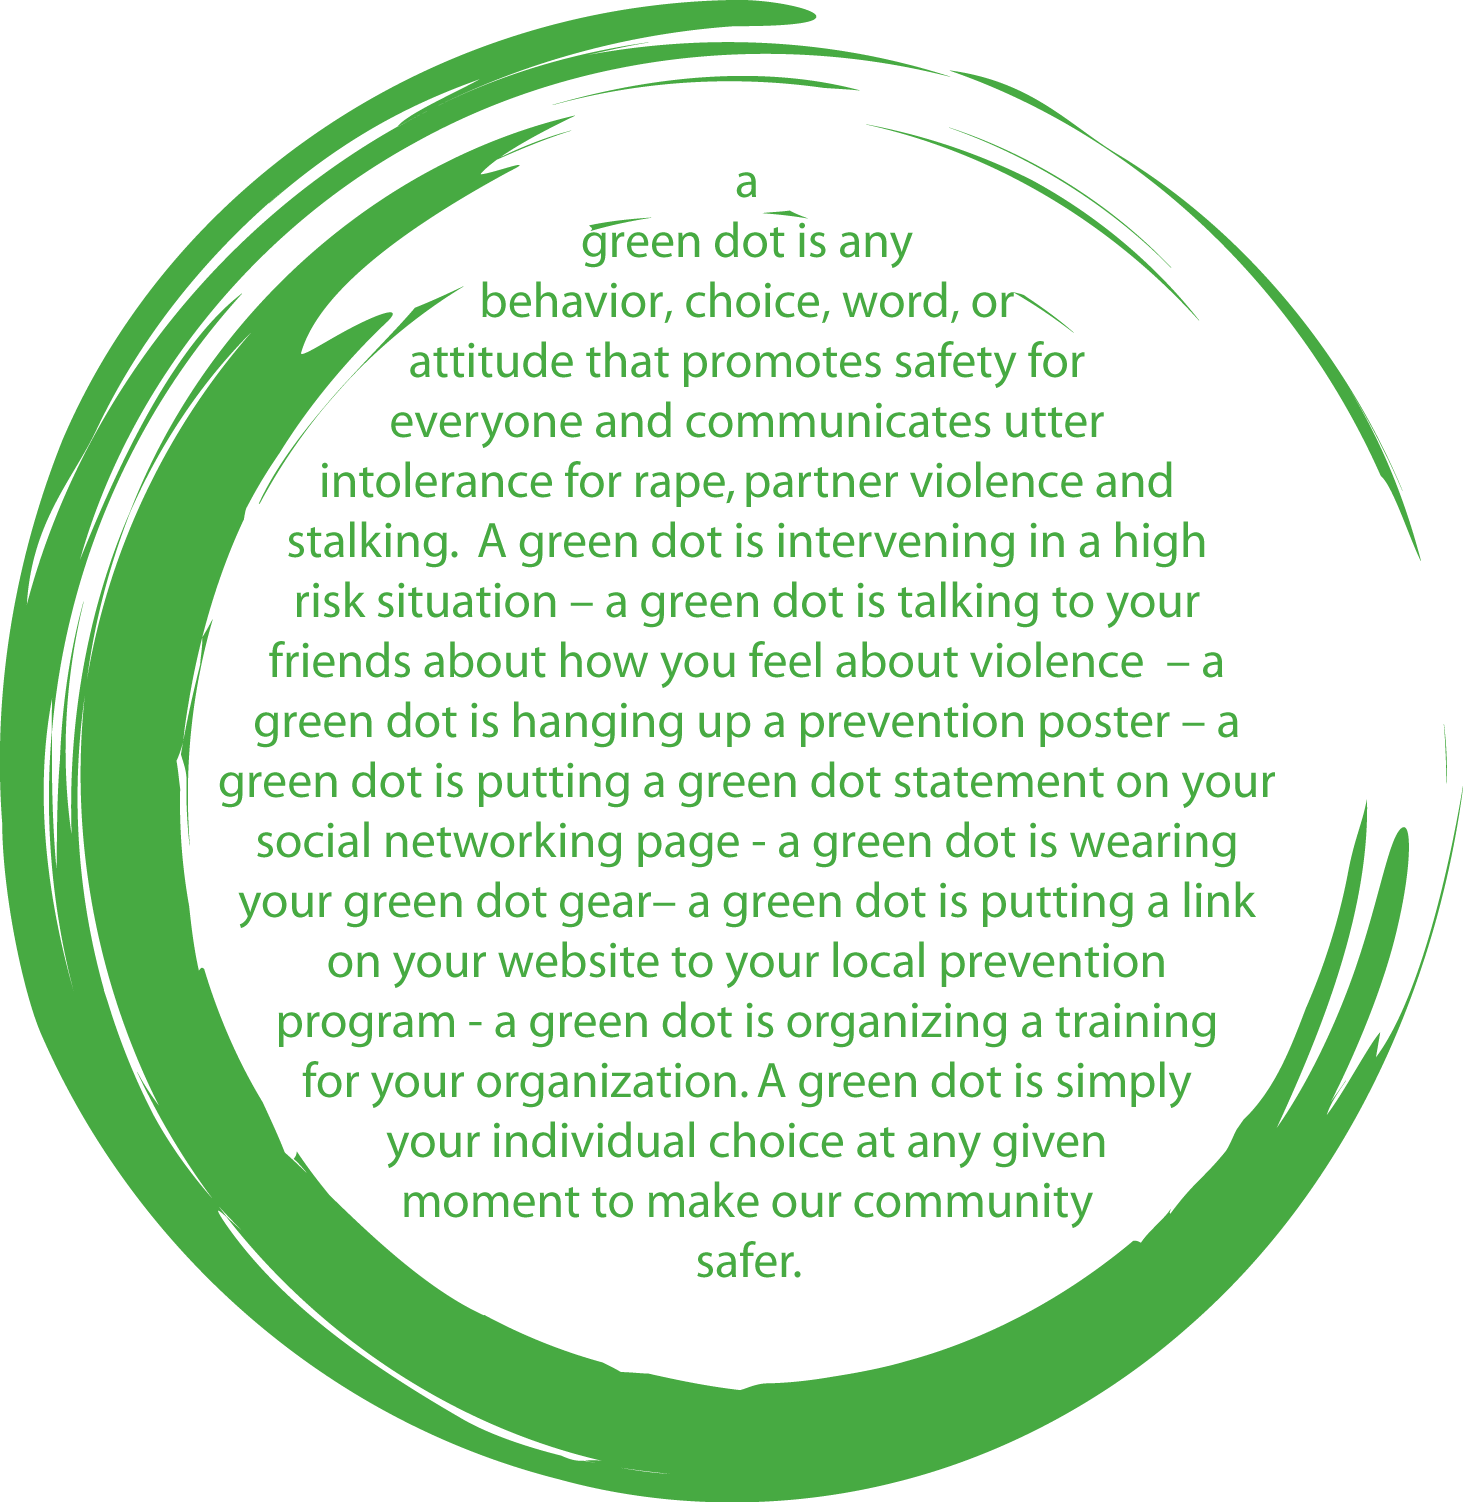 a
green dot is any
behavior, choice, word, or
attitude that promotes safety for
everyone and communicates utter
intolerance for rape, partner violence and
stalking.  A green dot is intervening in a high
risk situation – a green dot is talking to your
friends about how you feel about violence  – a
green dot is hanging up a prevention poster – a
green dot is putting a green dot statement on your
social networking page - a green dot is wearing
your green dot gear– a green dot is putting a link
on your website to your local prevention
program - a green dot is organizing a training
for your organization. A green dot is simply
your individual choice at any given
moment to make our community
safer.